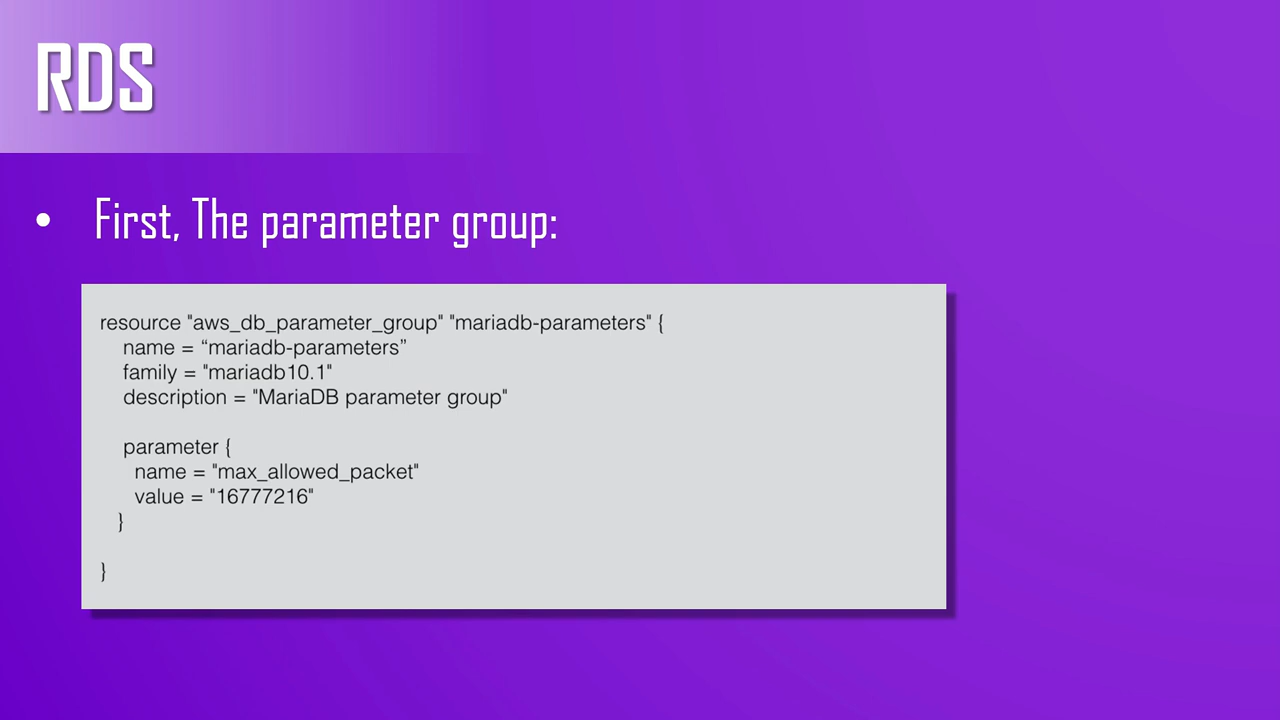 RDS
• First, The parameter group:
resource "aws_db_parameter_group" "mariadb-parameters" {
name = “mariadb-parameters”
family = "mariadb10.1"
description = "MariaDB parameter group"
parameter {
name = "max_allowed_packet"
value = "16777216"
}
}